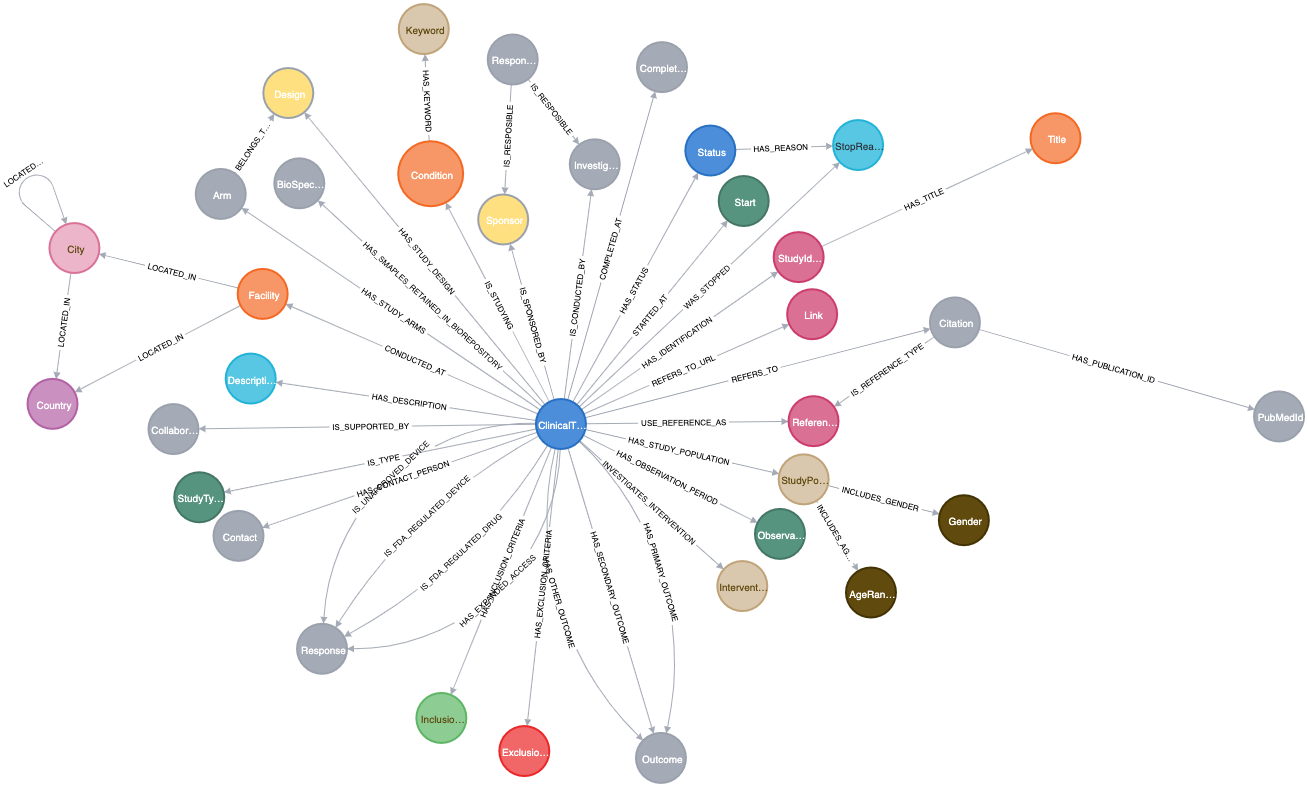 Keyword
Respon...
Complet...
Design
HAS_KEYWORD
IS_RESPOSIBLE
IS_RESPOSIBLE
Status
HAS_REASON
StopRea...
Title
BELONGS_T...
Arm
BioSpec...
Condition
Investig...
Sponsor
Start
HAS_TITLE
LOCATED...
City
LOCATED_IN
Facility
LOCATED_IN
LOCATED_IN
Country
HAS_STUDY_DESIGN
HAS_SMAPLES_RETAINED_IN_BIOREPOSITORY
HAS_STUDY_ARMS
IS_STUDYING
IS_SPONSORED_BY
IS_CONDUCTED_BY
COMPLETED_AT
HAS_STATUS
STARTED_AT
WAS_STOPPED
StudyId...
HAS_IDENTIFICATION
Link
REFERS_TO_URL
REFERS_TO
Citation
IS_REFERENCE_TYPE
HAS_PUBLICATION_ID
PubMedId
CONDUCTED_AT
Descripti...
HAS_DESCRIPTION
Collabor...
IS_SUPPORTED_BY
ClinicalT...
USE_REFERENCE_AS
Referen...
IS_TYPE
StudyTy...
HAS_CONTACT_PERSON
Contact
IS_UNAPPROVED_DEVICE
IS_FDA_REGULATED_DEVICE
IS_FDA_REGULATED_DRUG
HAS_EXPANDED_ACCESS
Response
HAS_INCLUSION_CRITERIA
HAS_EXCLUSION_CRITERIA
HAS_OTHER_OUTCOME
HAS_SECONDARY_OUTCOME
HAS_PRIMARY_OUTCOME
INVESTIGATES_INTERVENTION
HAS_OBSERVATION_PERIOD
HAS_STUDY_POPULATION
StudyPo...
INCLUDES_GENDER
Gender
INCLUDES_AG...
AgeRan...
Observa...
Intervent...
Inclusio...
Exclusio...
Outcome